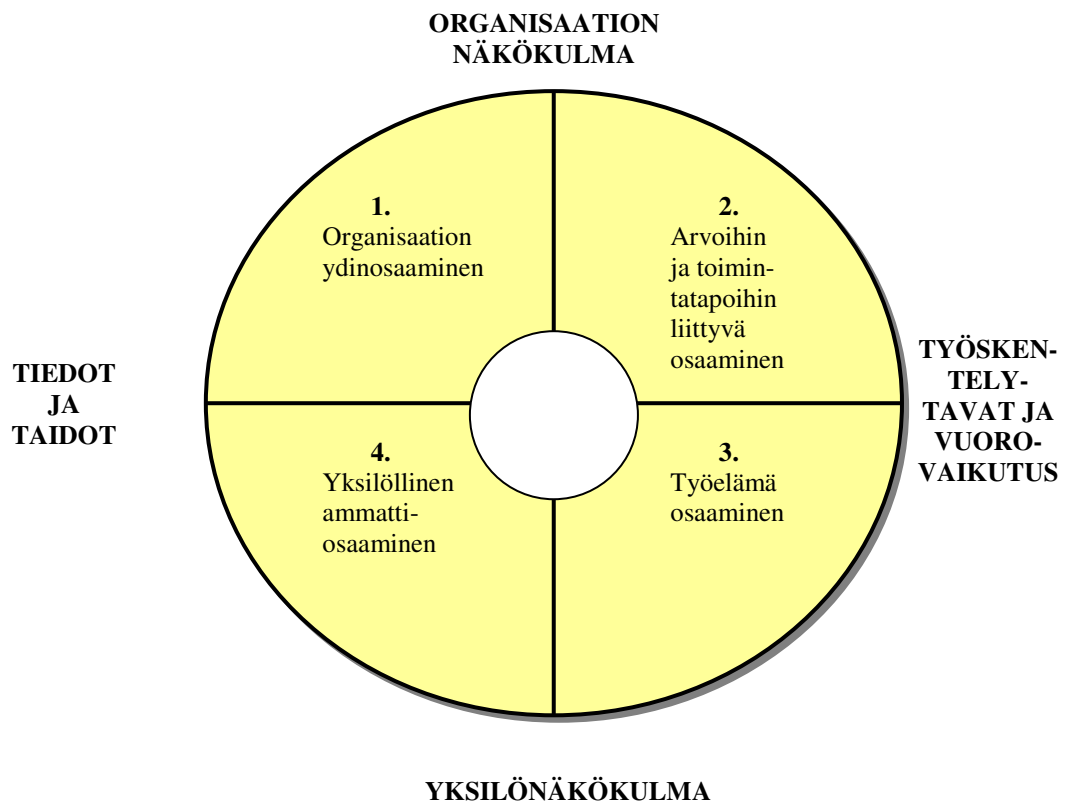 ORGANISAATION
NÄKÖKULMA
1.
Organisaation
ydinosaaminen
2.
Arvoihin
ja toimin-
tatapoihin
liittyvä
osaaminen
TIEDOT
JA
TAIDOT
TYÖSKEN-
TELY-
TAVAT JA
VUORO-
VAIKUTUS
4.
Yksilöllinen
ammatti-
osaaminen
3.
Työelämä
osaaminen
YKSILÖNÄKÖKULMA